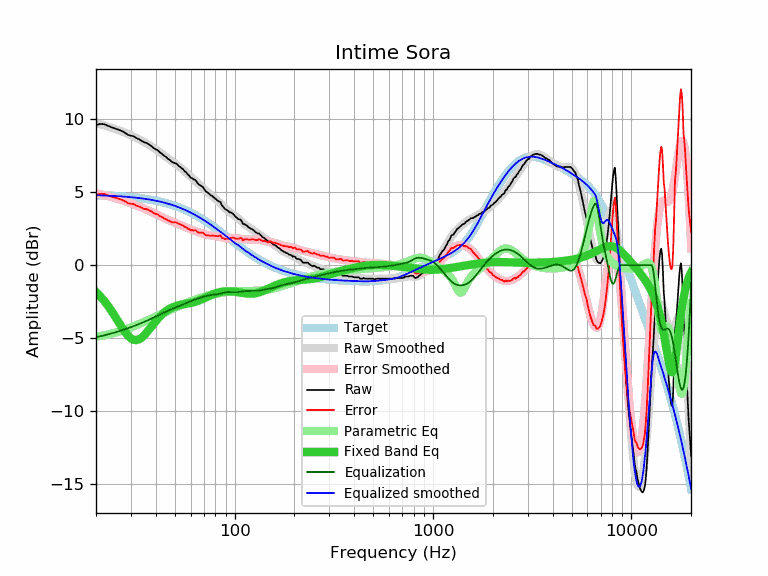 Intime Sora
Amplitude (dBr)
10
5
0
−5
−10
−15
Target
Raw Smoothed
Error Smoothed
Raw
Error
Parametric Eq
Fixed Band Eq
Equalization
Equalized smoothed
100
1000
10000
Frequency (Hz)